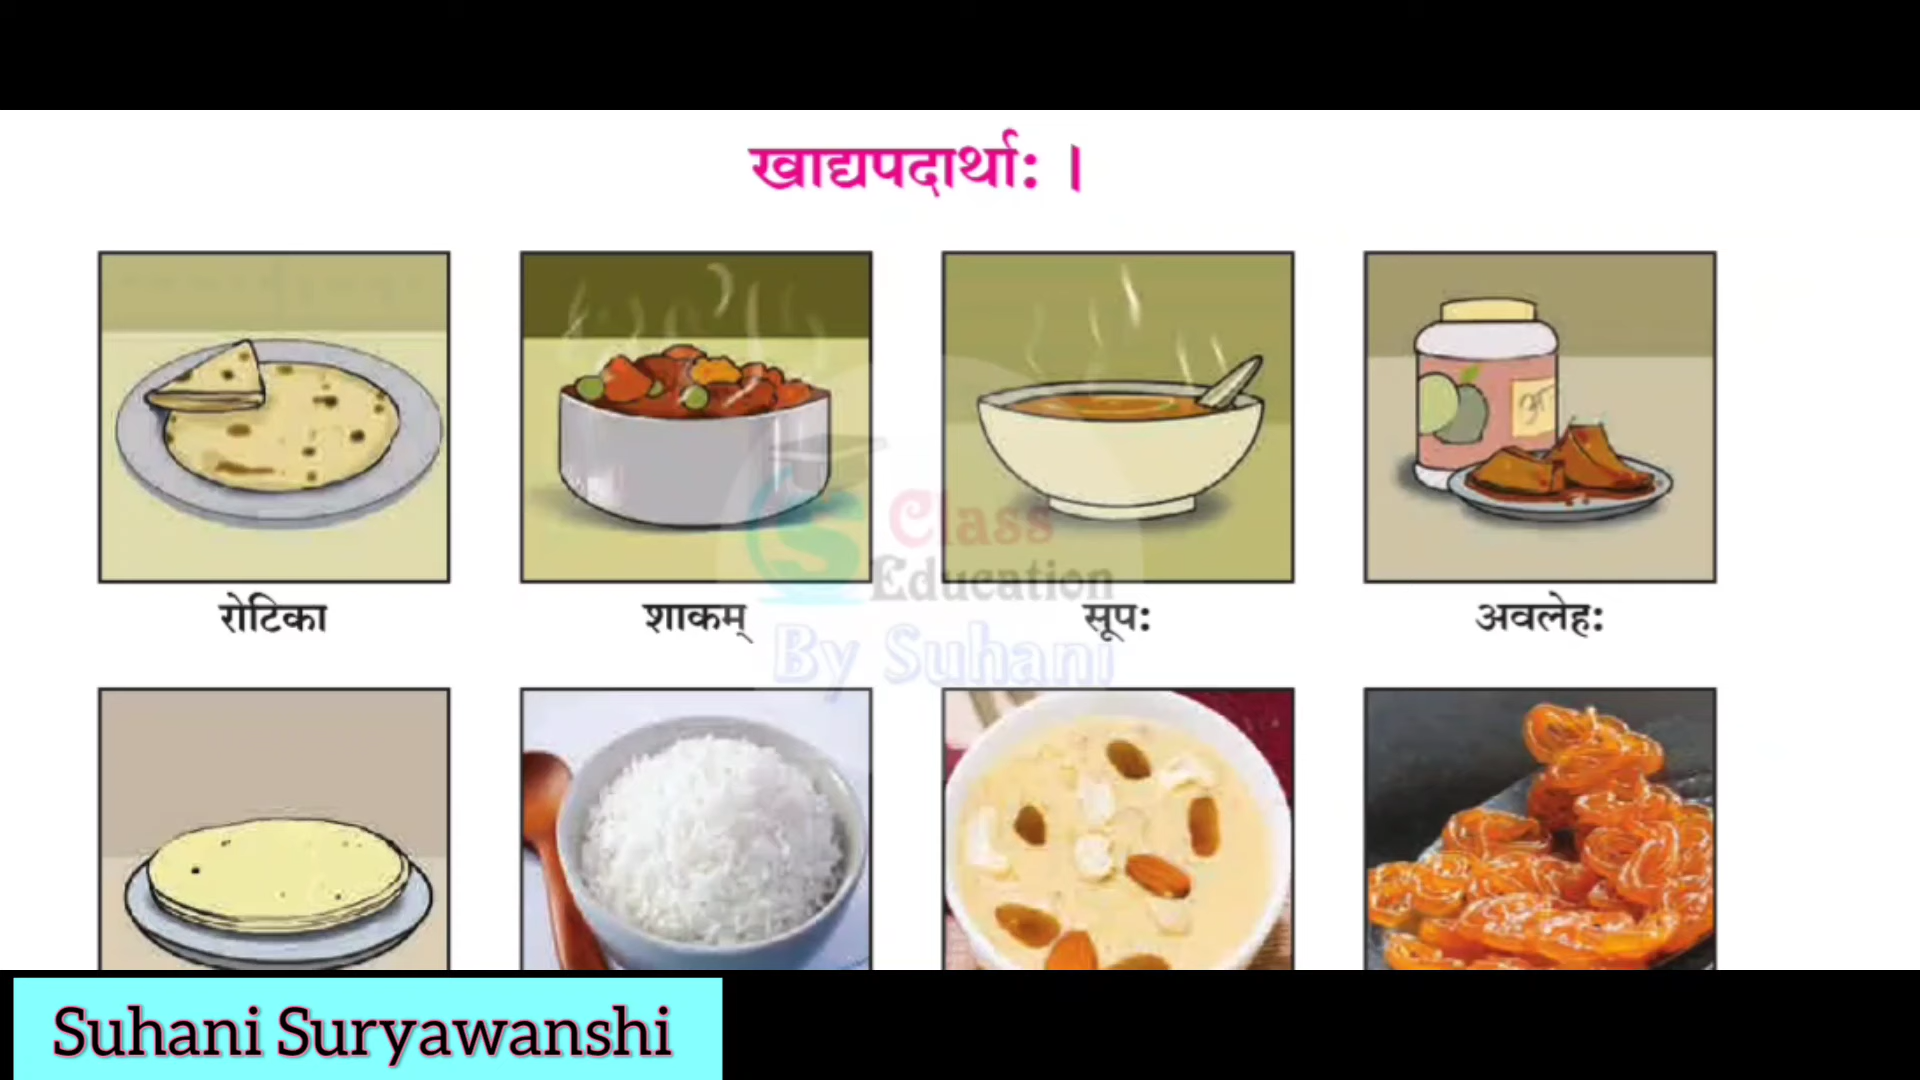 खाद्यपदार्थाः ।
रोटिका
शाकम्
सूपः
अवलेहः
Class
Education
By Suhani
Suhani Suryawanshi